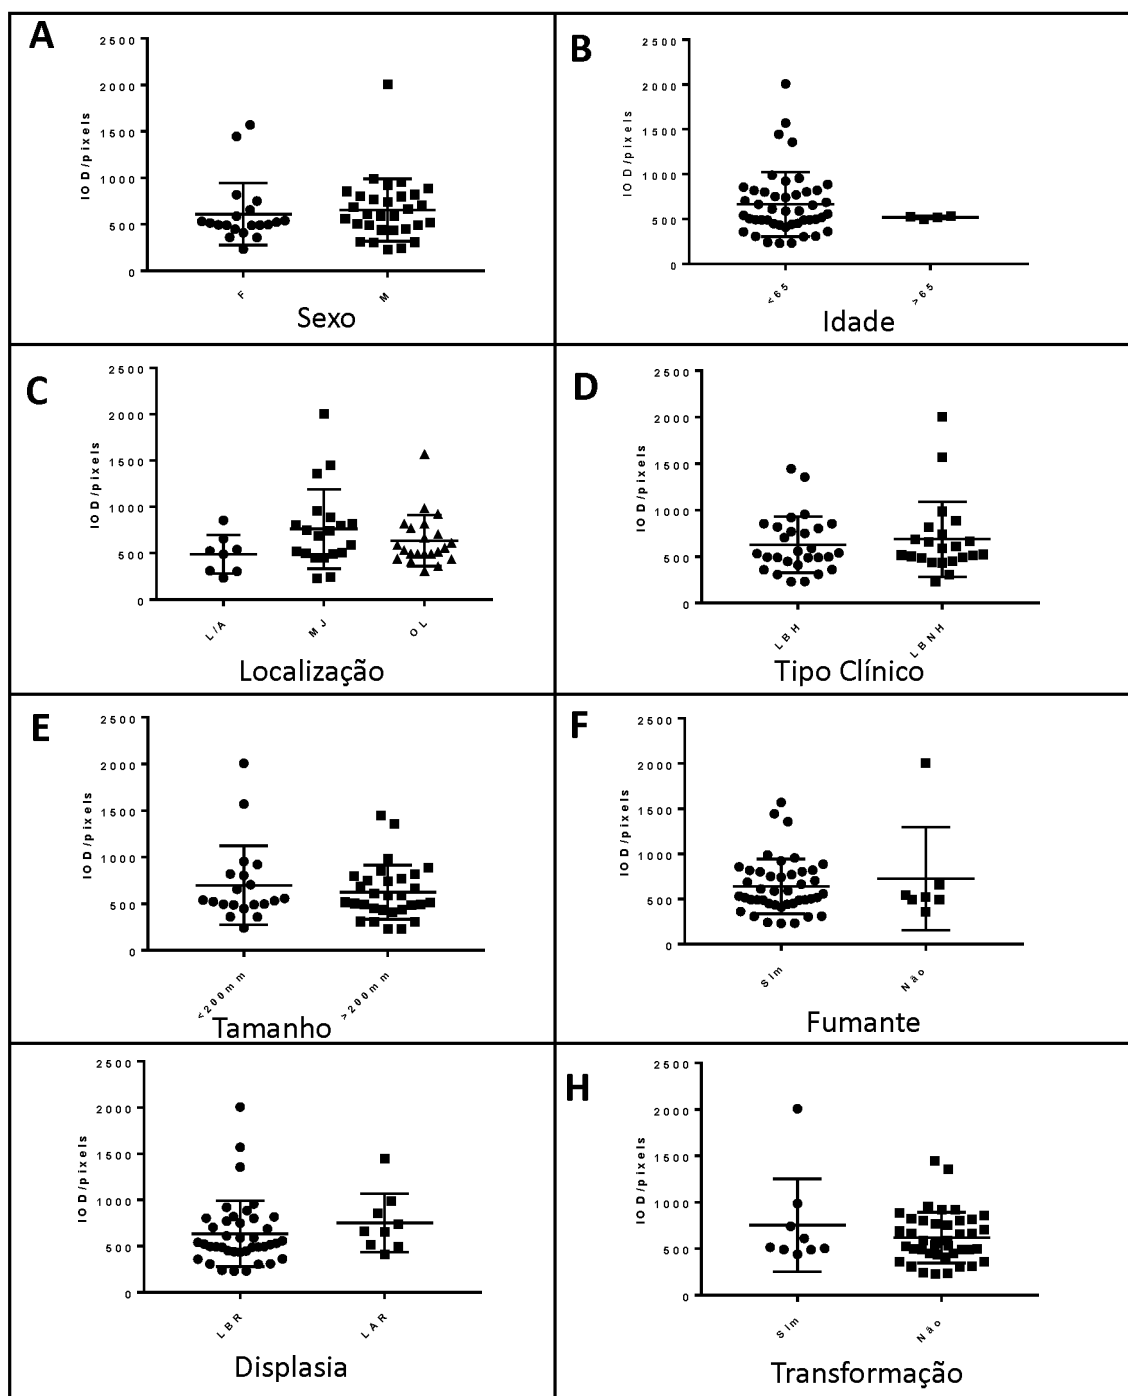 A
2500
2000
1500
1000
500
0
IOD/pixels
F
M
Sexo
B
2500
2000
1500
1000
500
0
IOD/pixels
<65
>65
Idade
C
2500
2000
1500
1000
500
0
IOD/pixels
L/A
MJ
OL
Localização
D
2500
2000
1500
1000
500
0
IOD/pixels
LBH
LBNH
Tipo Clínico
E
2500
2000
1500
1000
500
0
IOD/pixels
<200mm
>200mm
Tamanho
F
2500
2000
1500
1000
500
0
IOD/pixels
Sim
Não
Fumante
2500
2000
1500
1000
500
0
IOD/pixels
LBR
LAR
Displasia
H
2500
2000
1500
1000
500
0
IOD/pixels
Sim
Não
Transformação